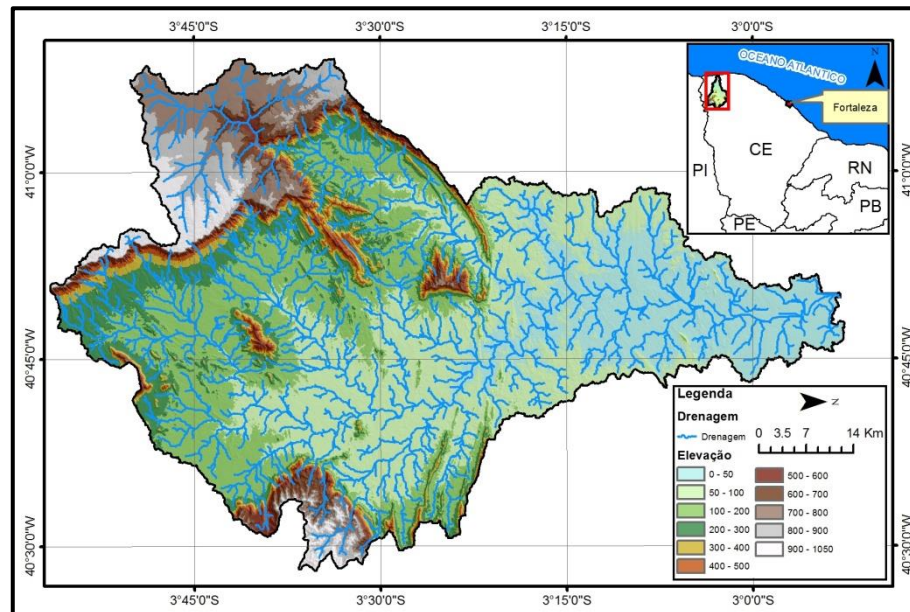 3°45'0"S
3°30'0"S
3°15'0"S
3°0'0"S
OCEANO ATLANTICO
N
Fortaleza
CE
PI
RN
PB
PE
41°0'0"W
41°0'0"W
40°45'0"W
40°45'0"W
40°30'0"W
40°30'0"W
Legenda
Drenagem
Drenagem
N
0 3.5 7 14 Km
Elevação
0 - 50
50 - 100
100 - 200
200 - 300
300 - 400
400 - 500
500 - 600
600 - 700
700 - 800
800 - 900
900 - 1050
3°45'0"S
3°30'0"S
3°15'0"S
3°0'0"S